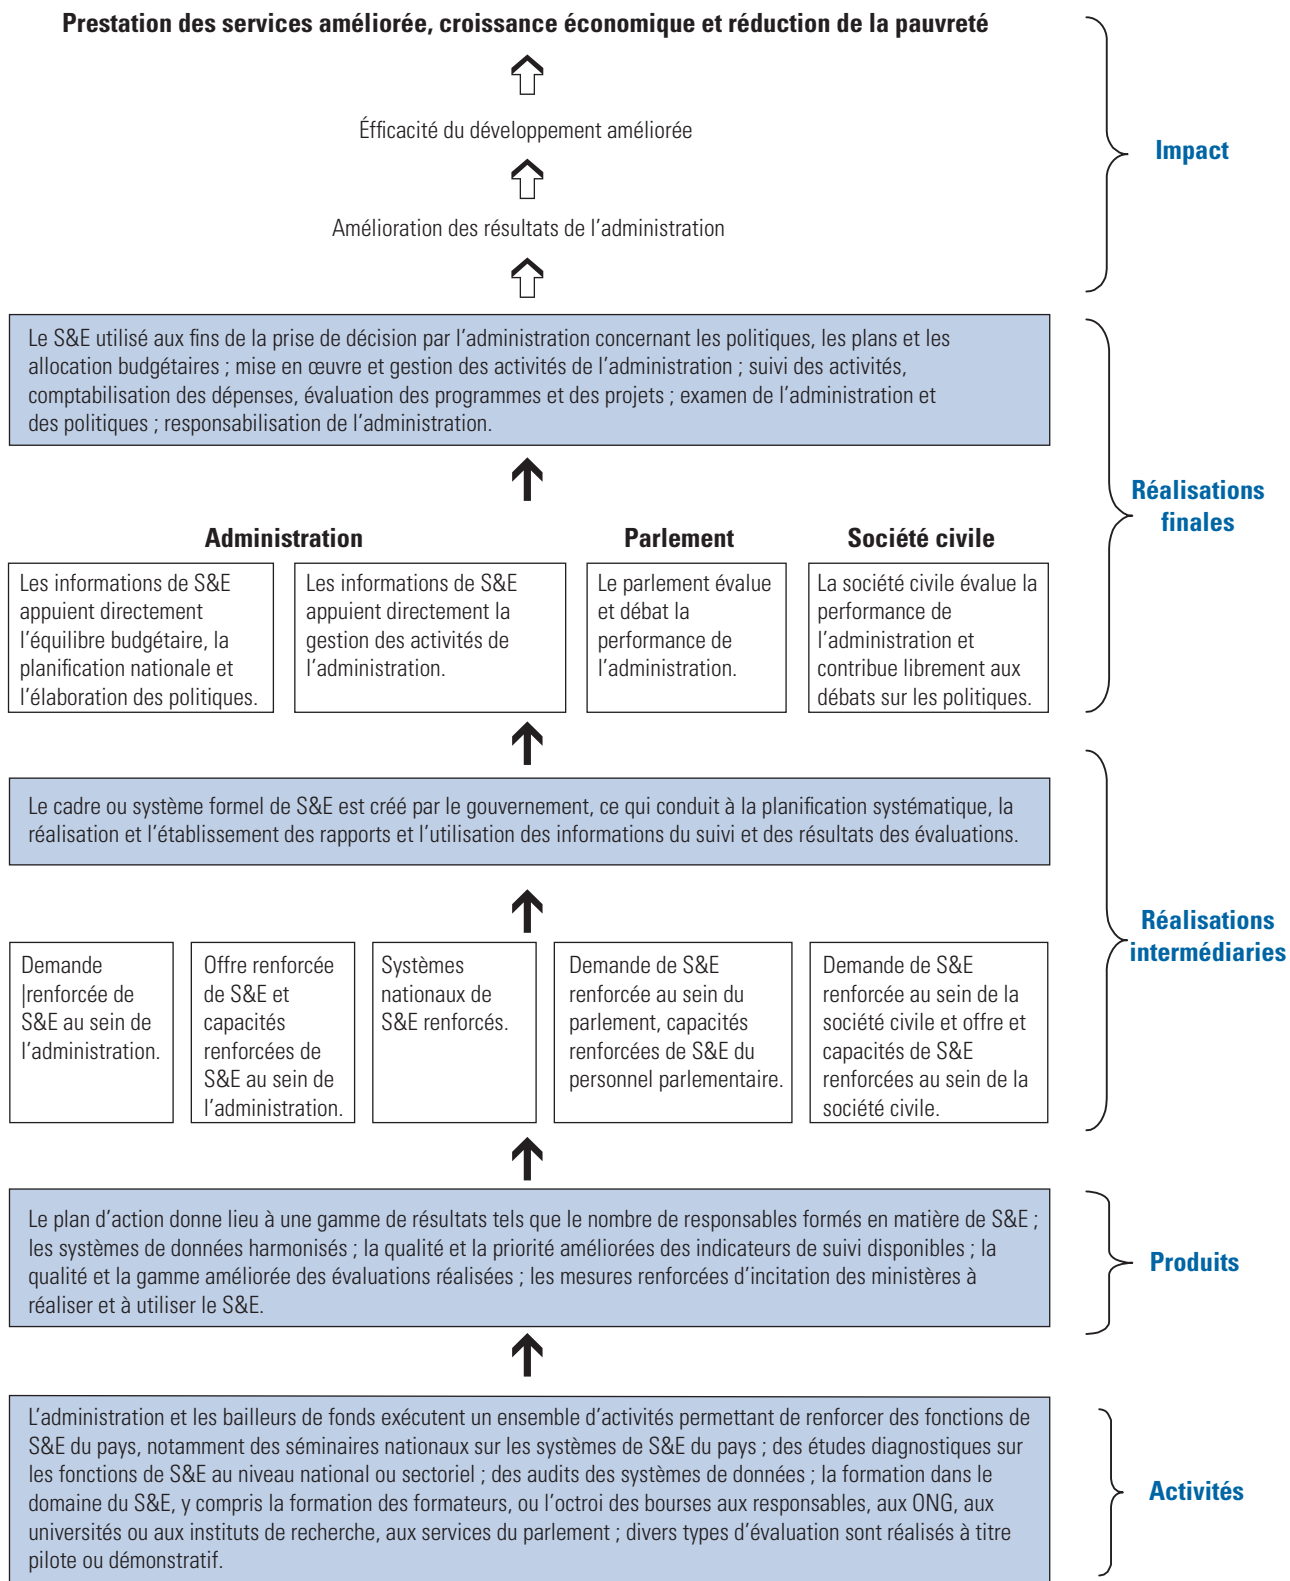 Prestation des services améliorée, croissance économique et réduction de la pauvreté
Éfficacité du développement améliorée
Amélioration des résultats de l'administration
Impact
Le S&E utilisé aux fins de la prise de décision par l'administration concernant les politiques, les plans et les
allocation budgétaires ; mise en œuvre et gestion des activités de l'administration ; suivi des activités,
comptabilisation des dépenses, évaluation des programmes et des projets ; examen de l'administration et
des politiques ; responsabilisation de l'administration.
Réalisations
finales
Administration
Parlement
Société civile
Les informations de S&E
appuient directement
l'équilibre budgétaire, la
planification nationale et
l'élaboration des politiques.
Les informations de S&E
appuient directement la
gestion des activités de
l'administration.
Le parlement évalue
et débat la
performance de
l'administration.
La société civile évalue la
performance de
l'administration et
contribue librement aux
débats sur les politiques.
Le cadre ou système formel de S&E est créé par le gouvernement, ce qui conduit à la planification systématique, la
réalisation et l'établissement des rapports et l'utilisation des informations du suivi et des résultats des évaluations.
Réalisations
intermédiaries
Demande
|renforcée de
S&E au sein de
l'administration.
Offre renforcée
de S&E et
capacités
renforcées de
S&E au sein de
l'administration.
Systèmes
nationaux de
S&E renforcés.
Demande de S&E
renforcée au sein du
parlement, capacités
renforcées de S&E du
personnel parlementaire.
Demande de S&E
renforcée au sein de la
société civile et offre et
capacités de S&E
renforcées au sein de la
société civile.
Le plan d'action donne lieu à une gamme de résultats tels que le nombre de responsables formés en matière de S&E ;
les systèmes de données harmonisés ; la qualité et la priorité améliorées des indicateurs de suivi disponibles ; la
qualité et la gamme améliorée des évaluations réalisées ; les mesures renforcées d'incitation des ministères à
réaliser et à utiliser le S&E.
Produits
L'administration et les bailleurs de fonds exécutent un ensemble d'activités permettant de renforcer des fonctions de
S&E du pays, notamment des séminaires nationaux sur les systèmes de S&E du pays ; des études diagnostiques sur
les fonctions de S&E au niveau national ou sectoriel ; des audits des systèmes de données ; la formation dans le
domaine du S&E, y compris la formation des formateurs, ou l'octroi des bourses aux responsables, aux ONG, aux
universités ou aux instituts de recherche, aux services du parlement ; divers types d'évaluation sont réalisés à titre
pilote ou démonstratif.
Activités